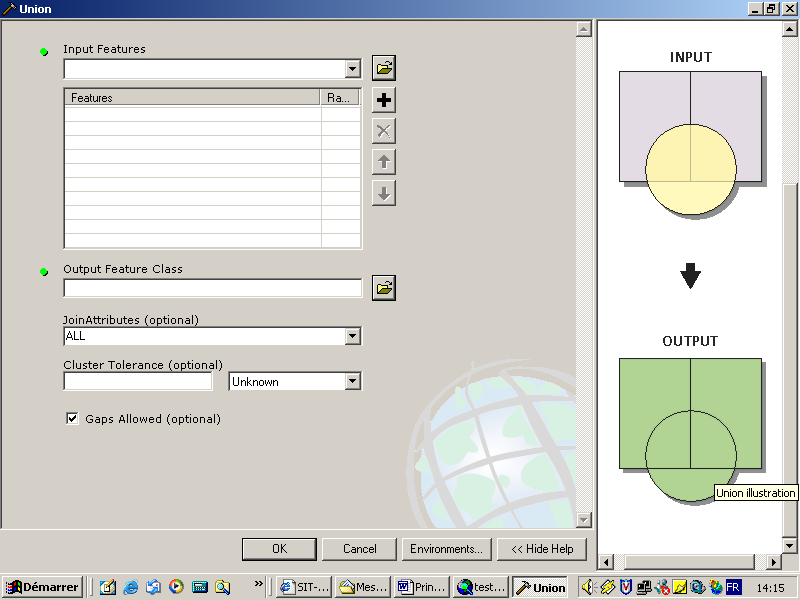 Union
Input Features
Features Ra...
Output Feature Class
JoinAttributes (optional)
ALL
Cluster Tolerance (optional)
Unknown
Gaps Allowed (optional)
OK Cancel Environments... << Hide Help
INPUT
OUTPUT
Union illustration
Démarrer » SIT-... Mes... Prin... test... Union FR 14:15